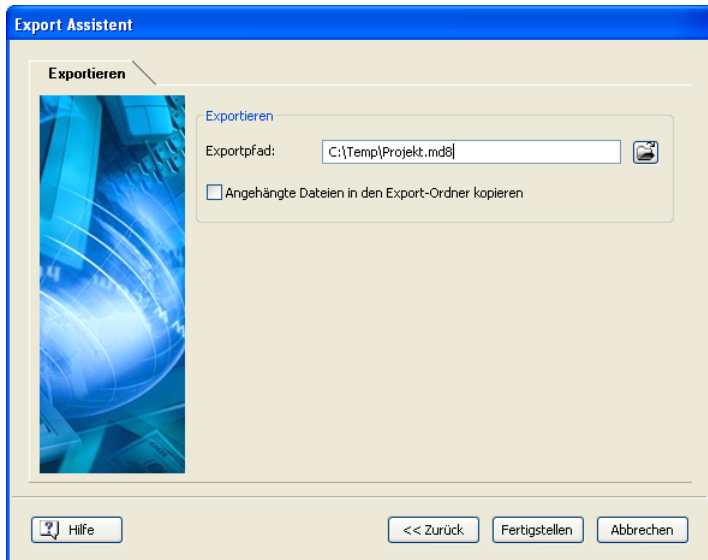 Export Assistent
Exportieren
Exportieren
Exportpfad:
C:\Temp\Projekt.md8
Angehängte Dateien in den Export-Ordner kopieren
Hilfe
<< Zurück
Fertigstellen
Abbrechen